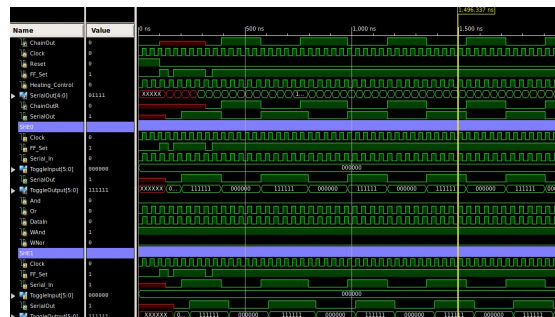 1,496.337 ns
Name Value
0 ns 500 ns 1,000 ns 1,500 ns
ChainOut 0
Clock 0
Reset 0
FF_Set 1
Heating_Control 0
SerialOut[4:0] 01111 XXXXX 1...
ChainOutR 0
SerialOut 1
SHE0
Clock 0
FF_Set 1
Serial_In 0
ToggleInput[5:0] 000000 000000
SerialOut 1
ToggleOutput[5:0] 111111 XXXXXX 0... 111111 000000 111111 000000 111111 000000 111111 000000 111111
And 0
Or 0
DataIn 0
WAnd 1
WNor 0
SHE1
Clock 0
FF_Set 1
Serial_In 1
ToggleInput[5:0] 000000 000000
SerialOut 1
ToggleOutput[5:0] 111111 XXXXXX 0... 111111 000000 111111 000000 111111 000000 111111 000000